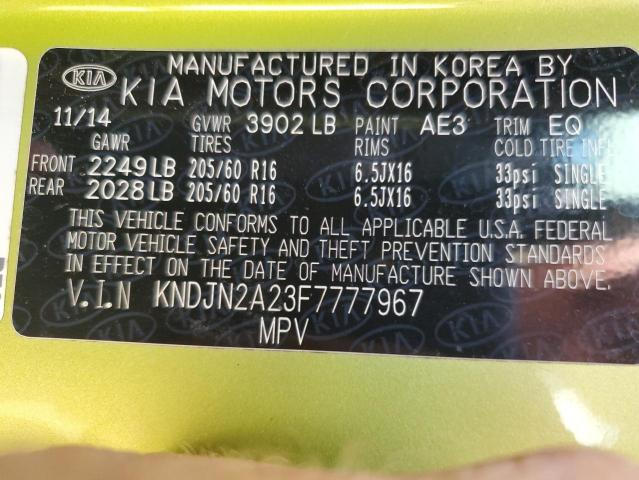 MANUFACTURED IN KOREA BY
KIA KIA MOTORS CORPORATION
11/14 GVWR 3902 LB PAINT AE3 TRIM EQ
GAWR TIRES RIMS COLD TIRE INFL
FRONT 2249 LB 205/60 R16 6.5JX16 33psi SINGLE
REAR 2028 LB 205/60 R16 6.5JX16 33psi SINGLE
THIS VEHICLE CONFORMS TO ALL APPLICABLE U.S.A. FEDERAL
MOTOR VEHICLE SAFETY AND THEFT PREVENTION STANDARDS
IN EFFECT ON THE DATE OF MANUFACTURE SHOWN ABOVE.
V.I.N KNDJN2A23F7777967
MPV